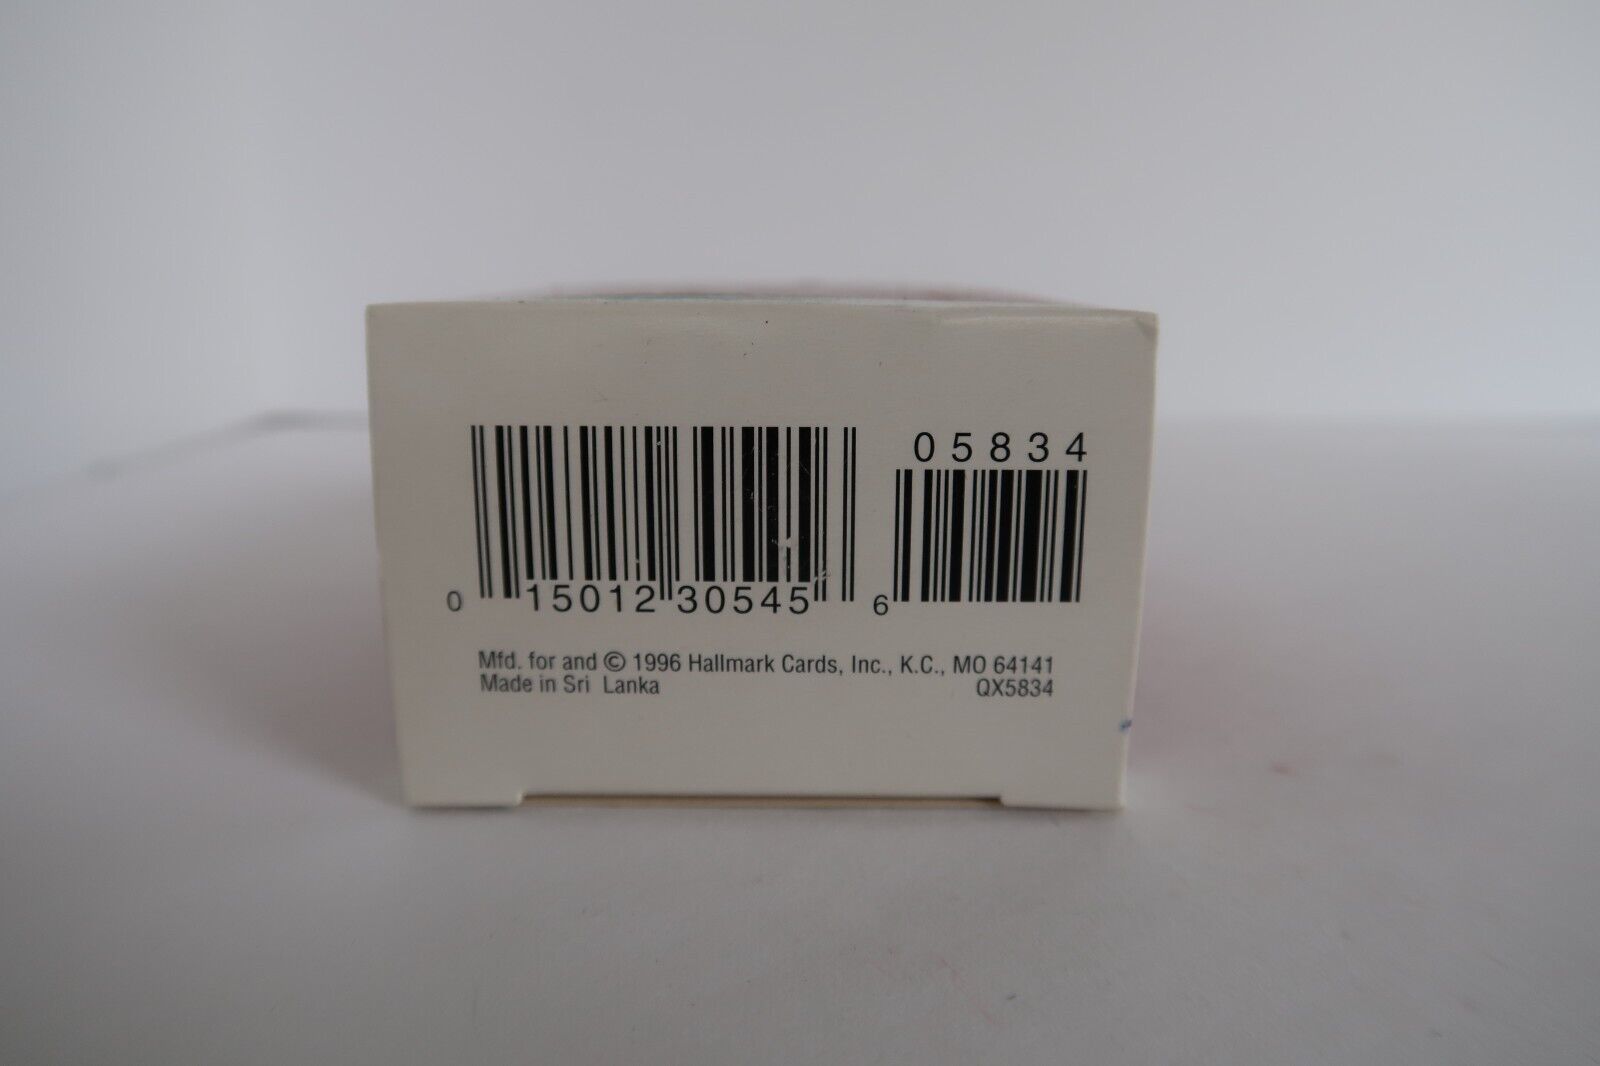 05834
0 15012 30545 6
Mfd. for and © 1996 Hallmark Cards, Inc., K.C., MO 64141
Made in Sri Lanka QX5834